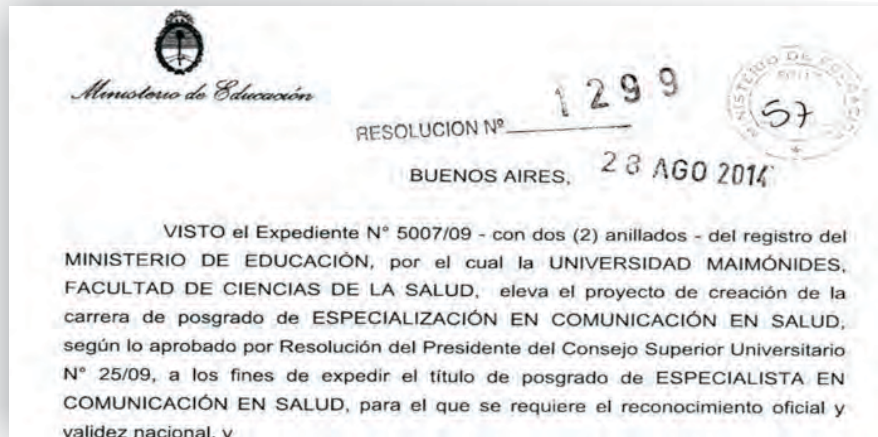 Ministerio de Educación
RESOLUCION Nº 1299
57
BUENOS AIRES, 28 AGO 2014
VISTO el Expediente N° 5007/09 - con dos (2) anillados - del registro del
MINISTERIO DE EDUCACIÓN, por el cual la UNIVERSIDAD MAIMÓNIDES,
FACULTAD DE CIENCIAS DE LA SALUD, eleva el proyecto de creación de la
carrera de posgrado de ESPECIALIZACIÓN EN COMUNICACIÓN EN SALUD,
según lo aprobado por Resolución del Presidente del Consejo Superior Universitario
N° 25/09, a los fines de expedir el título de posgrado de ESPECIALISTA EN
COMUNICACIÓN EN SALUD, para el que se requiere el reconocimiento oficial y
validez nacional, y